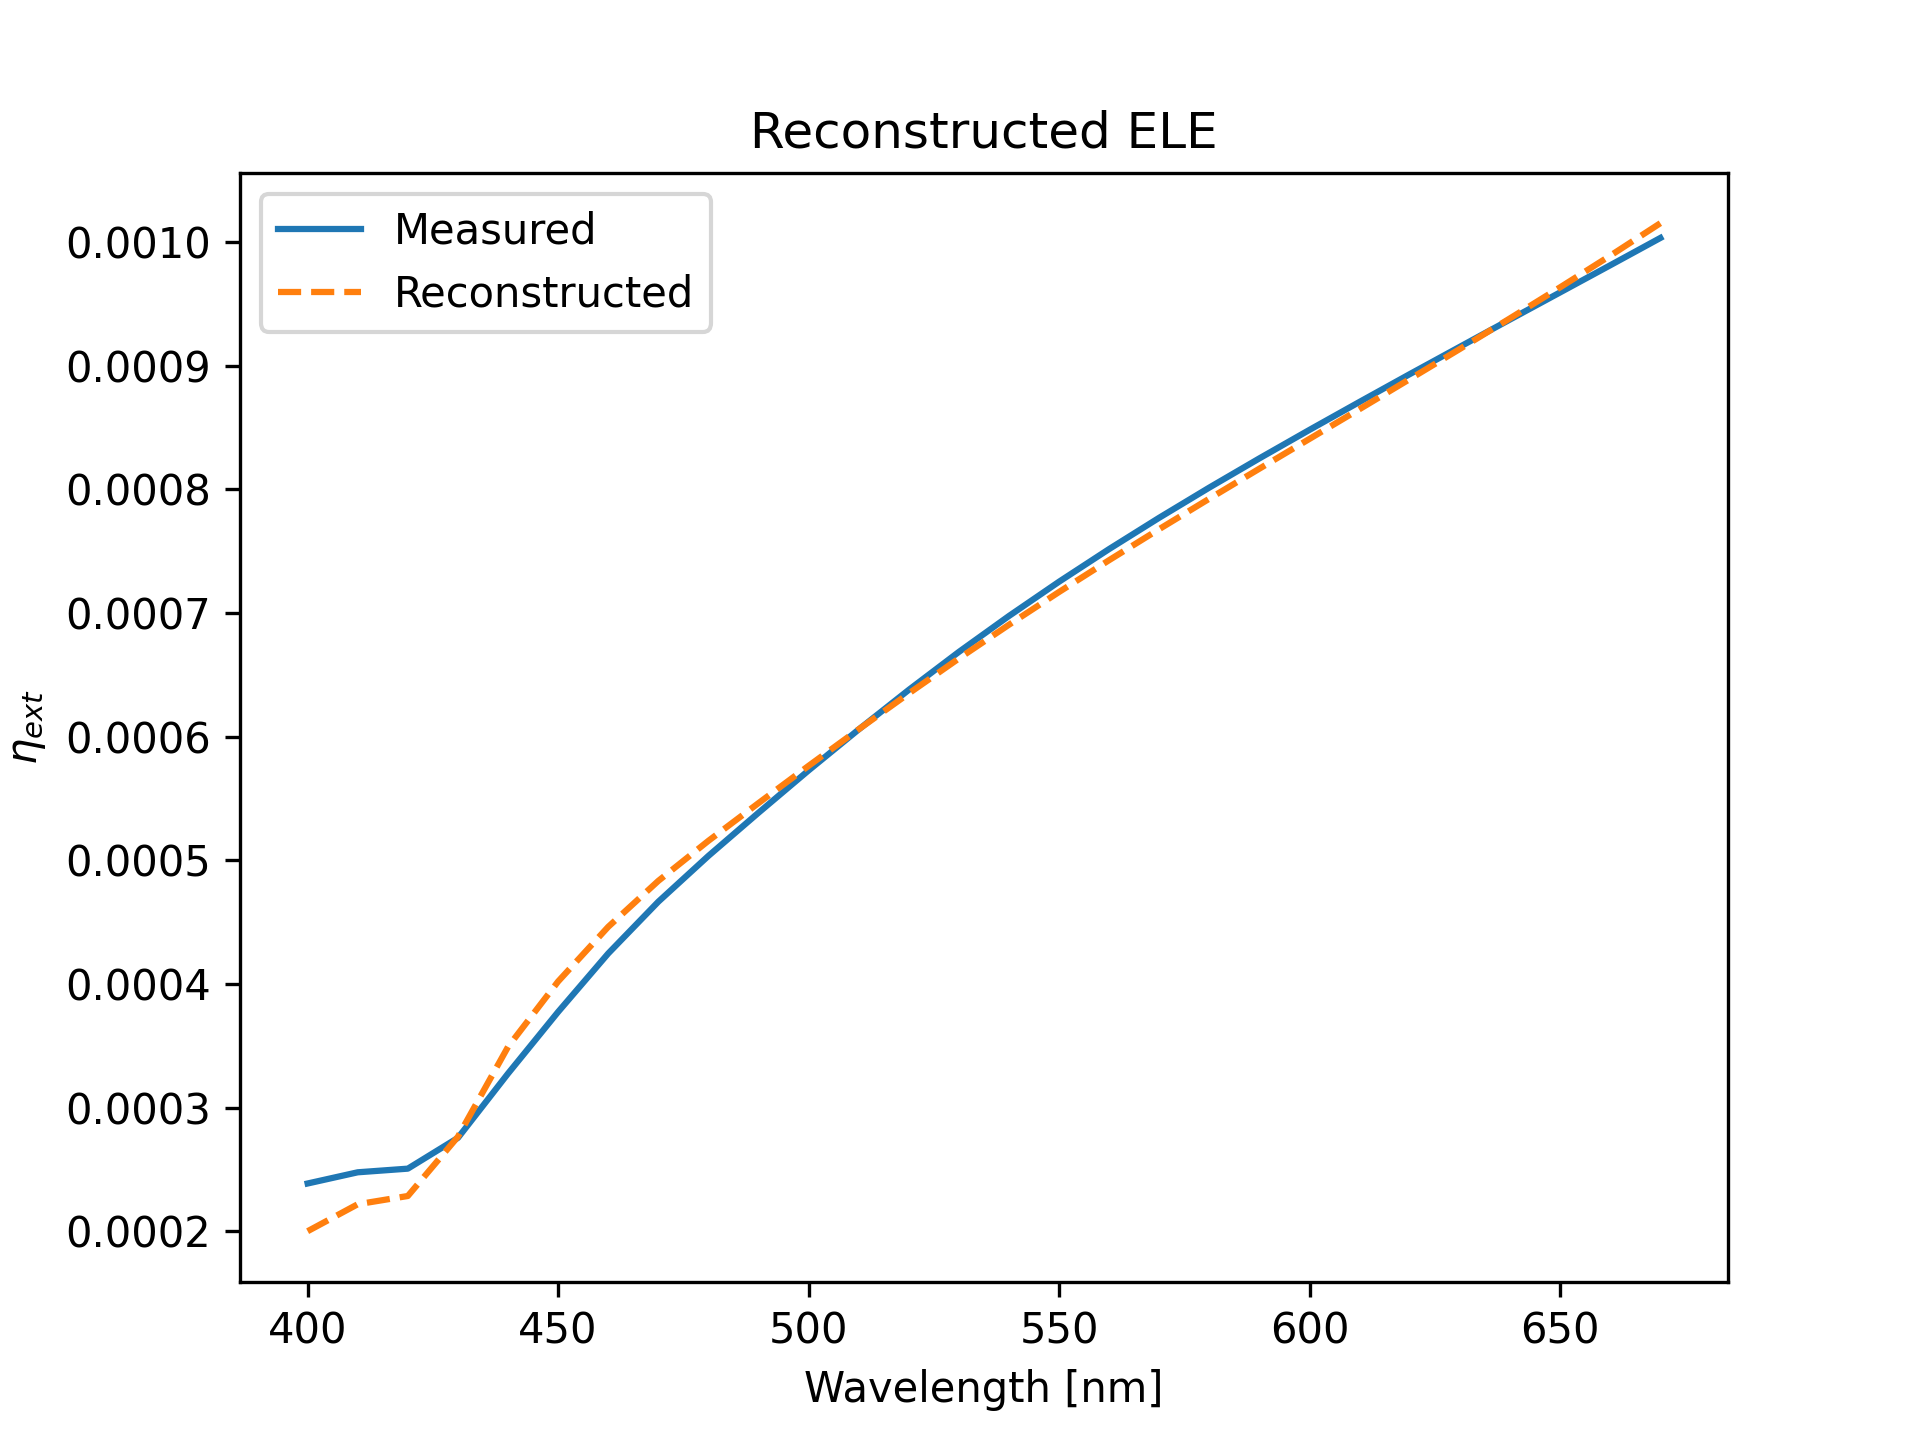 Reconstructed ELE
Measured
Reconstructed
0.0010
0.0009
0.0008
0.0007
0.0006
0.0005
0.0004
0.0003
0.0002
η_ext
400 450 500 550 600 650
Wavelength [nm]